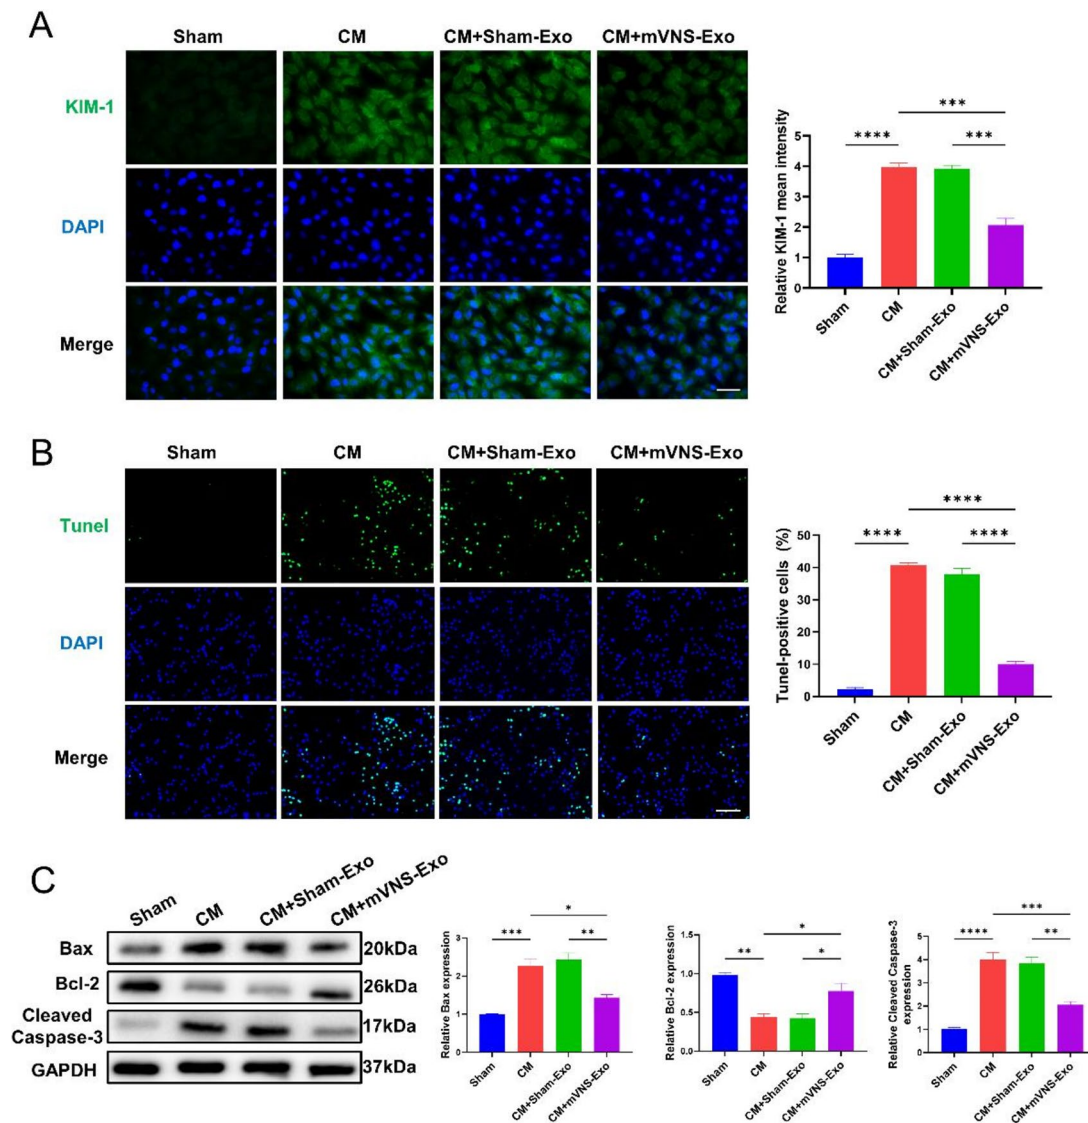 A
Sham CM CM+Sham-Exo CM+mVNS-Exo
KIM-1
DAPI
Merge
Relative KIM-1 mean intensity
5
4
3
2
1
0
**** *** ***
Sham
CM
CM+Sham-Exo
CM+mVNS-Exo
B
Sham CM CM+Sham-Exo CM+mVNS-Exo
Tunel
DAPI
Merge
Tunel-positive cells (%)
50
40
30
20
10
0
**** **** ****
Sham
CM
CM+Sham-Exo
CM+mVNS-Exo
C
Sham CM CM+Sham-Exo CM+mVNS-Exo
Bax 20kDa
Bcl-2 26kDa
Cleaved
Caspase-3 17kDa
GAPDH 37kDa
Relative Bax expression
3
2
1
0
*** * **
Sham
CM
CM+Sham-Exo
CM+mVNS-Exo
Relative Bcl-2 expression
1.5
1.0
0.5
0.0
** * *
Sham
CM
CM+Sham-Exo
CM+mVNS-Exo
Relative Cleaved Caspase-3
expression
5
4
3
2
1
0
**** *** **
Sham
CM
CM+Sham-Exo
CM+mVNS-Exo